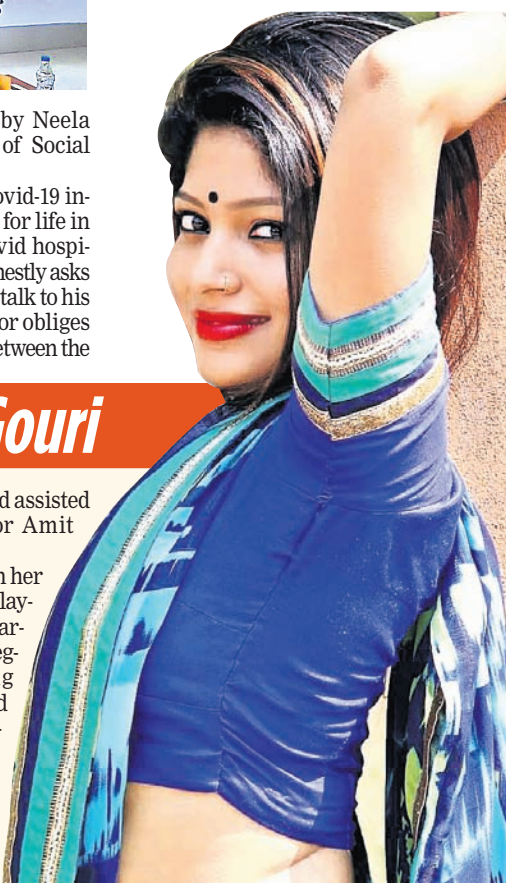 by Neela
of Social
ovid-19 in-
for life in
vid hospi-
nestly asks
talk to his
or obliges
etween the
Gouri
d assisted
or Amit
n her
lay-
ar-
eg-
g
d